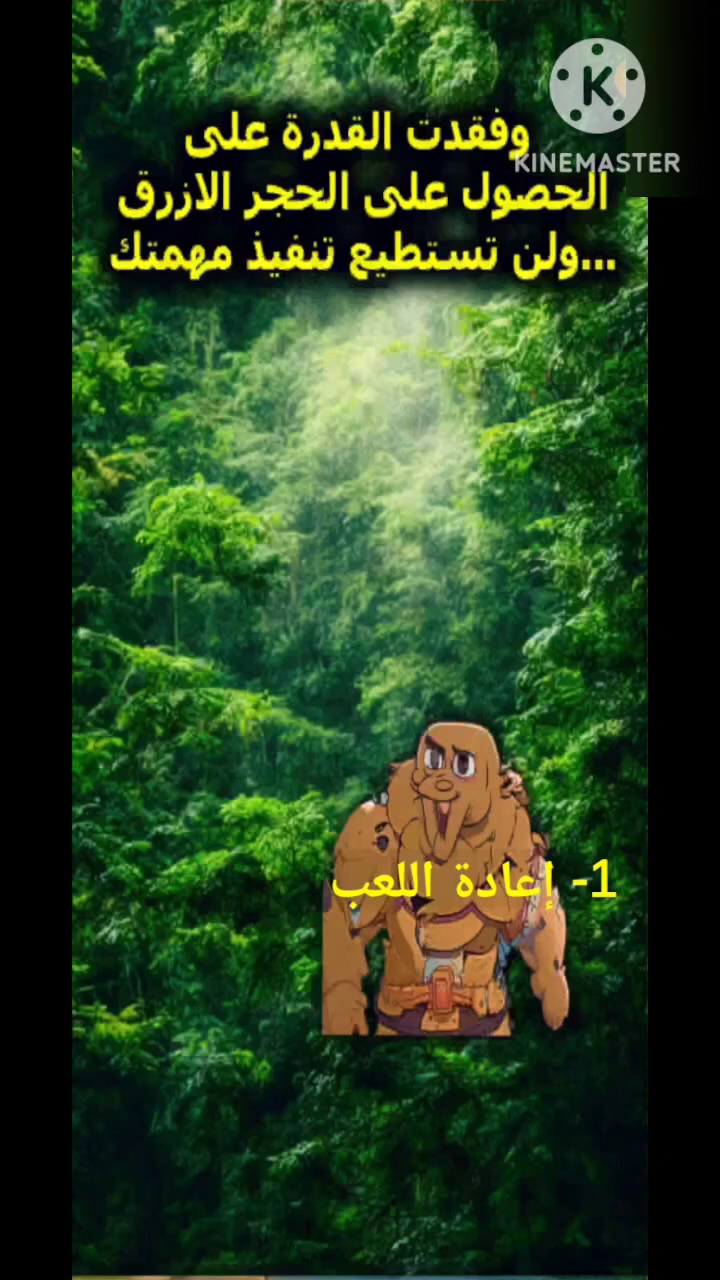 K
KINEMASTER
وفقدت القدرة على
الحصول على الحجر الازرق
ولن تستطيع تنفيذ مهمتك...
1- إعادة اللعب